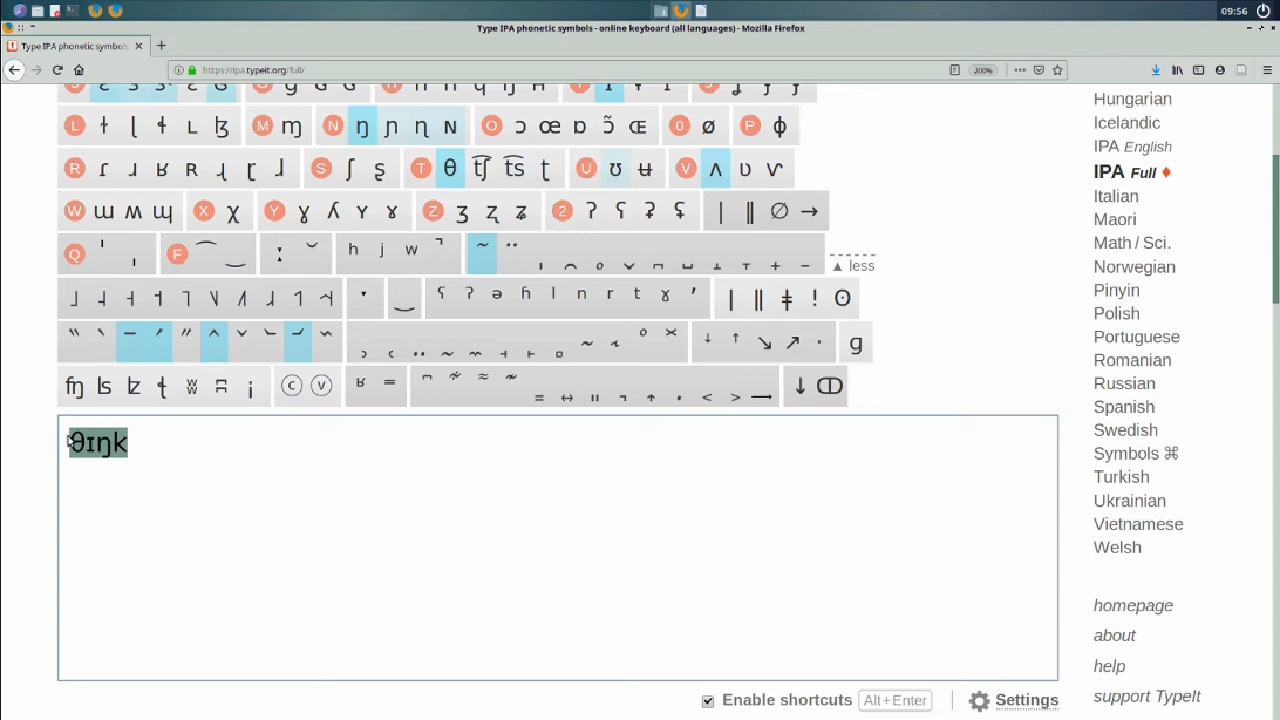 09:56
Type IPA phonetic symbols - online keyboard (all languages) - Mozilla Firefox
Type IPA phonetic symbols
https://ipa.typeit.org/full/
200%
L ɫ ɭ ɬ ʟ ɮ M ɱ N ŋ ɲ ɳ ɴ O ɔ œ ɒ ɔ̃ ɶ 0 ø P ɸ
R ɾ ɹ ʁ ʀ ɻ ɽ ɺ S ʃ ʂ T θ t͡ʃ t͡s ʈ U ʊ ʉ V ʌ ʋ ⱱ
W ɯ ʍ ɰ X χ Y ɣ ʎ ʏ ɤ Z ʒ ʐ ʑ 2 ʔ ʕ ʡ ʢ | ‖ ∅ →
Q ˈ ˌ F ː ʰ ʲ ʷ ▲ less
ʢ ˀ ᵊ ʱ ˡ ⁿ ʳ ᵗ ˠ ʼ ǀ ǁ ǂ ! ʘ
↓ ↑ ↘ ↗ · g
ʩ ʪ ʫ ƭ ʬ ʭ ¡ C V ʶ = ↓ ↀ
θɪŋk
Enable shortcuts Alt+Enter Settings
Hungarian
Icelandic
IPA English
IPA Full
Italian
Maori
Math / Sci.
Norwegian
Pinyin
Polish
Portuguese
Romanian
Russian
Spanish
Swedish
Symbols ⌘
Turkish
Ukrainian
Vietnamese
Welsh
homepage
about
help
support TypeIt